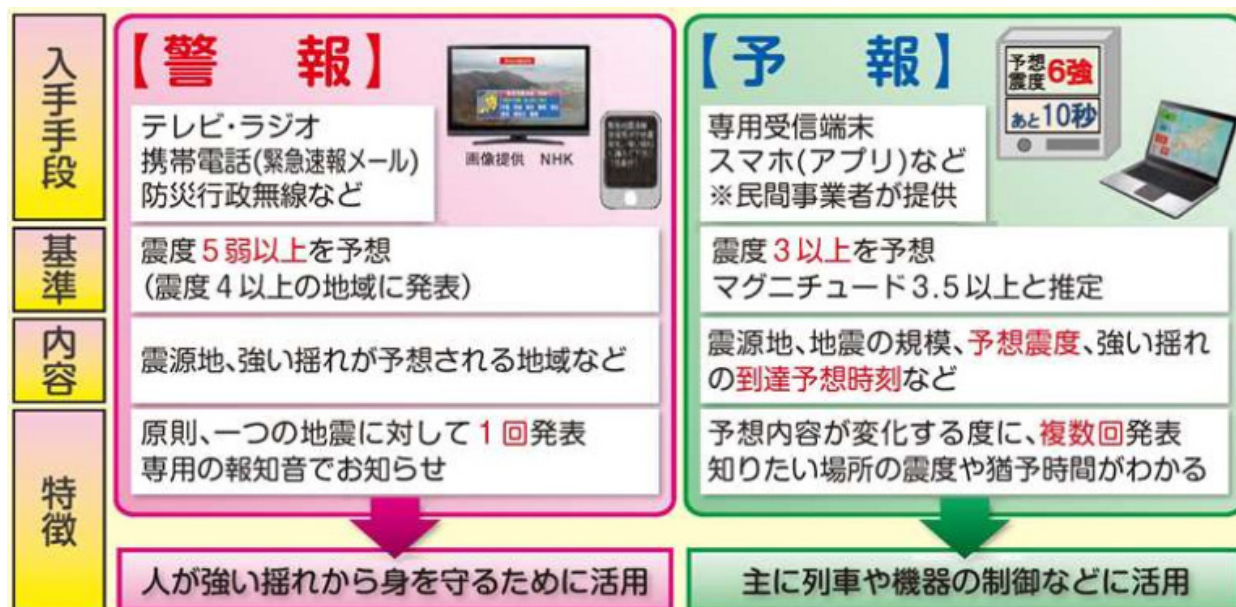 入手手段
【警　報】
テレビ・ラジオ
携帯電話(緊急速報メール)
防災行政無線など
画像提供　NHK
【予　報】
専用受信端末
スマホ(アプリ)など
※民間事業者が提供
予想
震度6強
あと10秒
基準
震度5弱以上を予想
(震度4以上の地域に発表)
震度3以上を予想
マグニチュード3.5以上と推定
内容
震源地、強い揺れが予想される地域など
震源地、地震の規模、予想震度、強い揺れ
の到達予想時刻など
特徴
原則、一つの地震に対して1回発表
専用の報知音でお知らせ
予想内容が変化する度に、複数回発表
知りたい場所の震度や猶予時間がわかる
人が強い揺れから身を守るために活用
主に列車や機器の制御などに活用